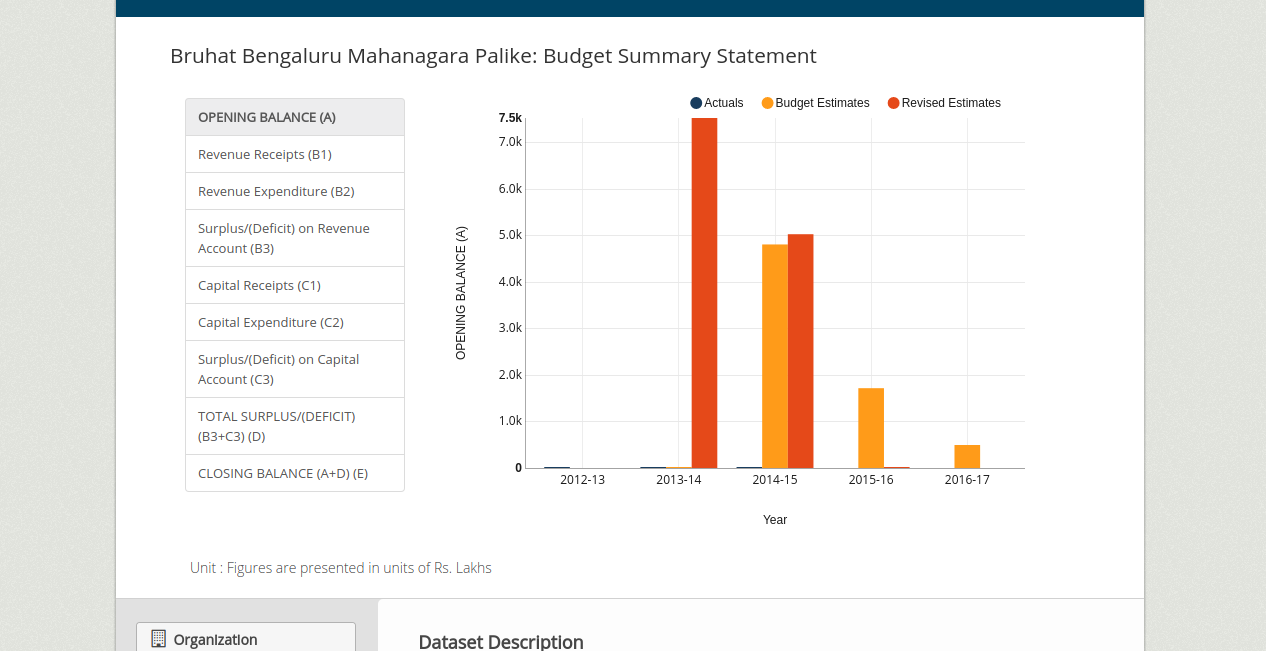 Bruhat Bengaluru Mahanagara Palike: Budget Summary Statement
OPENING BALANCE (A)
Revenue Receipts (B1)
Revenue Expenditure (B2)
Surplus/(Deficit) on Revenue
Account (B3)
Capital Receipts (C1)
Capital Expenditure (C2)
Surplus/(Deficit) on Capital
Account (C3)
TOTAL SURPLUS/(DEFICIT)
(B3+C3) (D)
CLOSING BALANCE (A+D) (E)
Actuals Budget Estimates Revised Estimates
7.5k
7.0k
6.0k
5.0k
4.0k
3.0k
2.0k
1.0k
0
OPENING BALANCE (A)
2012-13 2013-14 2014-15 2015-16 2016-17
Year
Unit : Figures are presented in units of Rs. Lakhs
Organization
Dataset Description